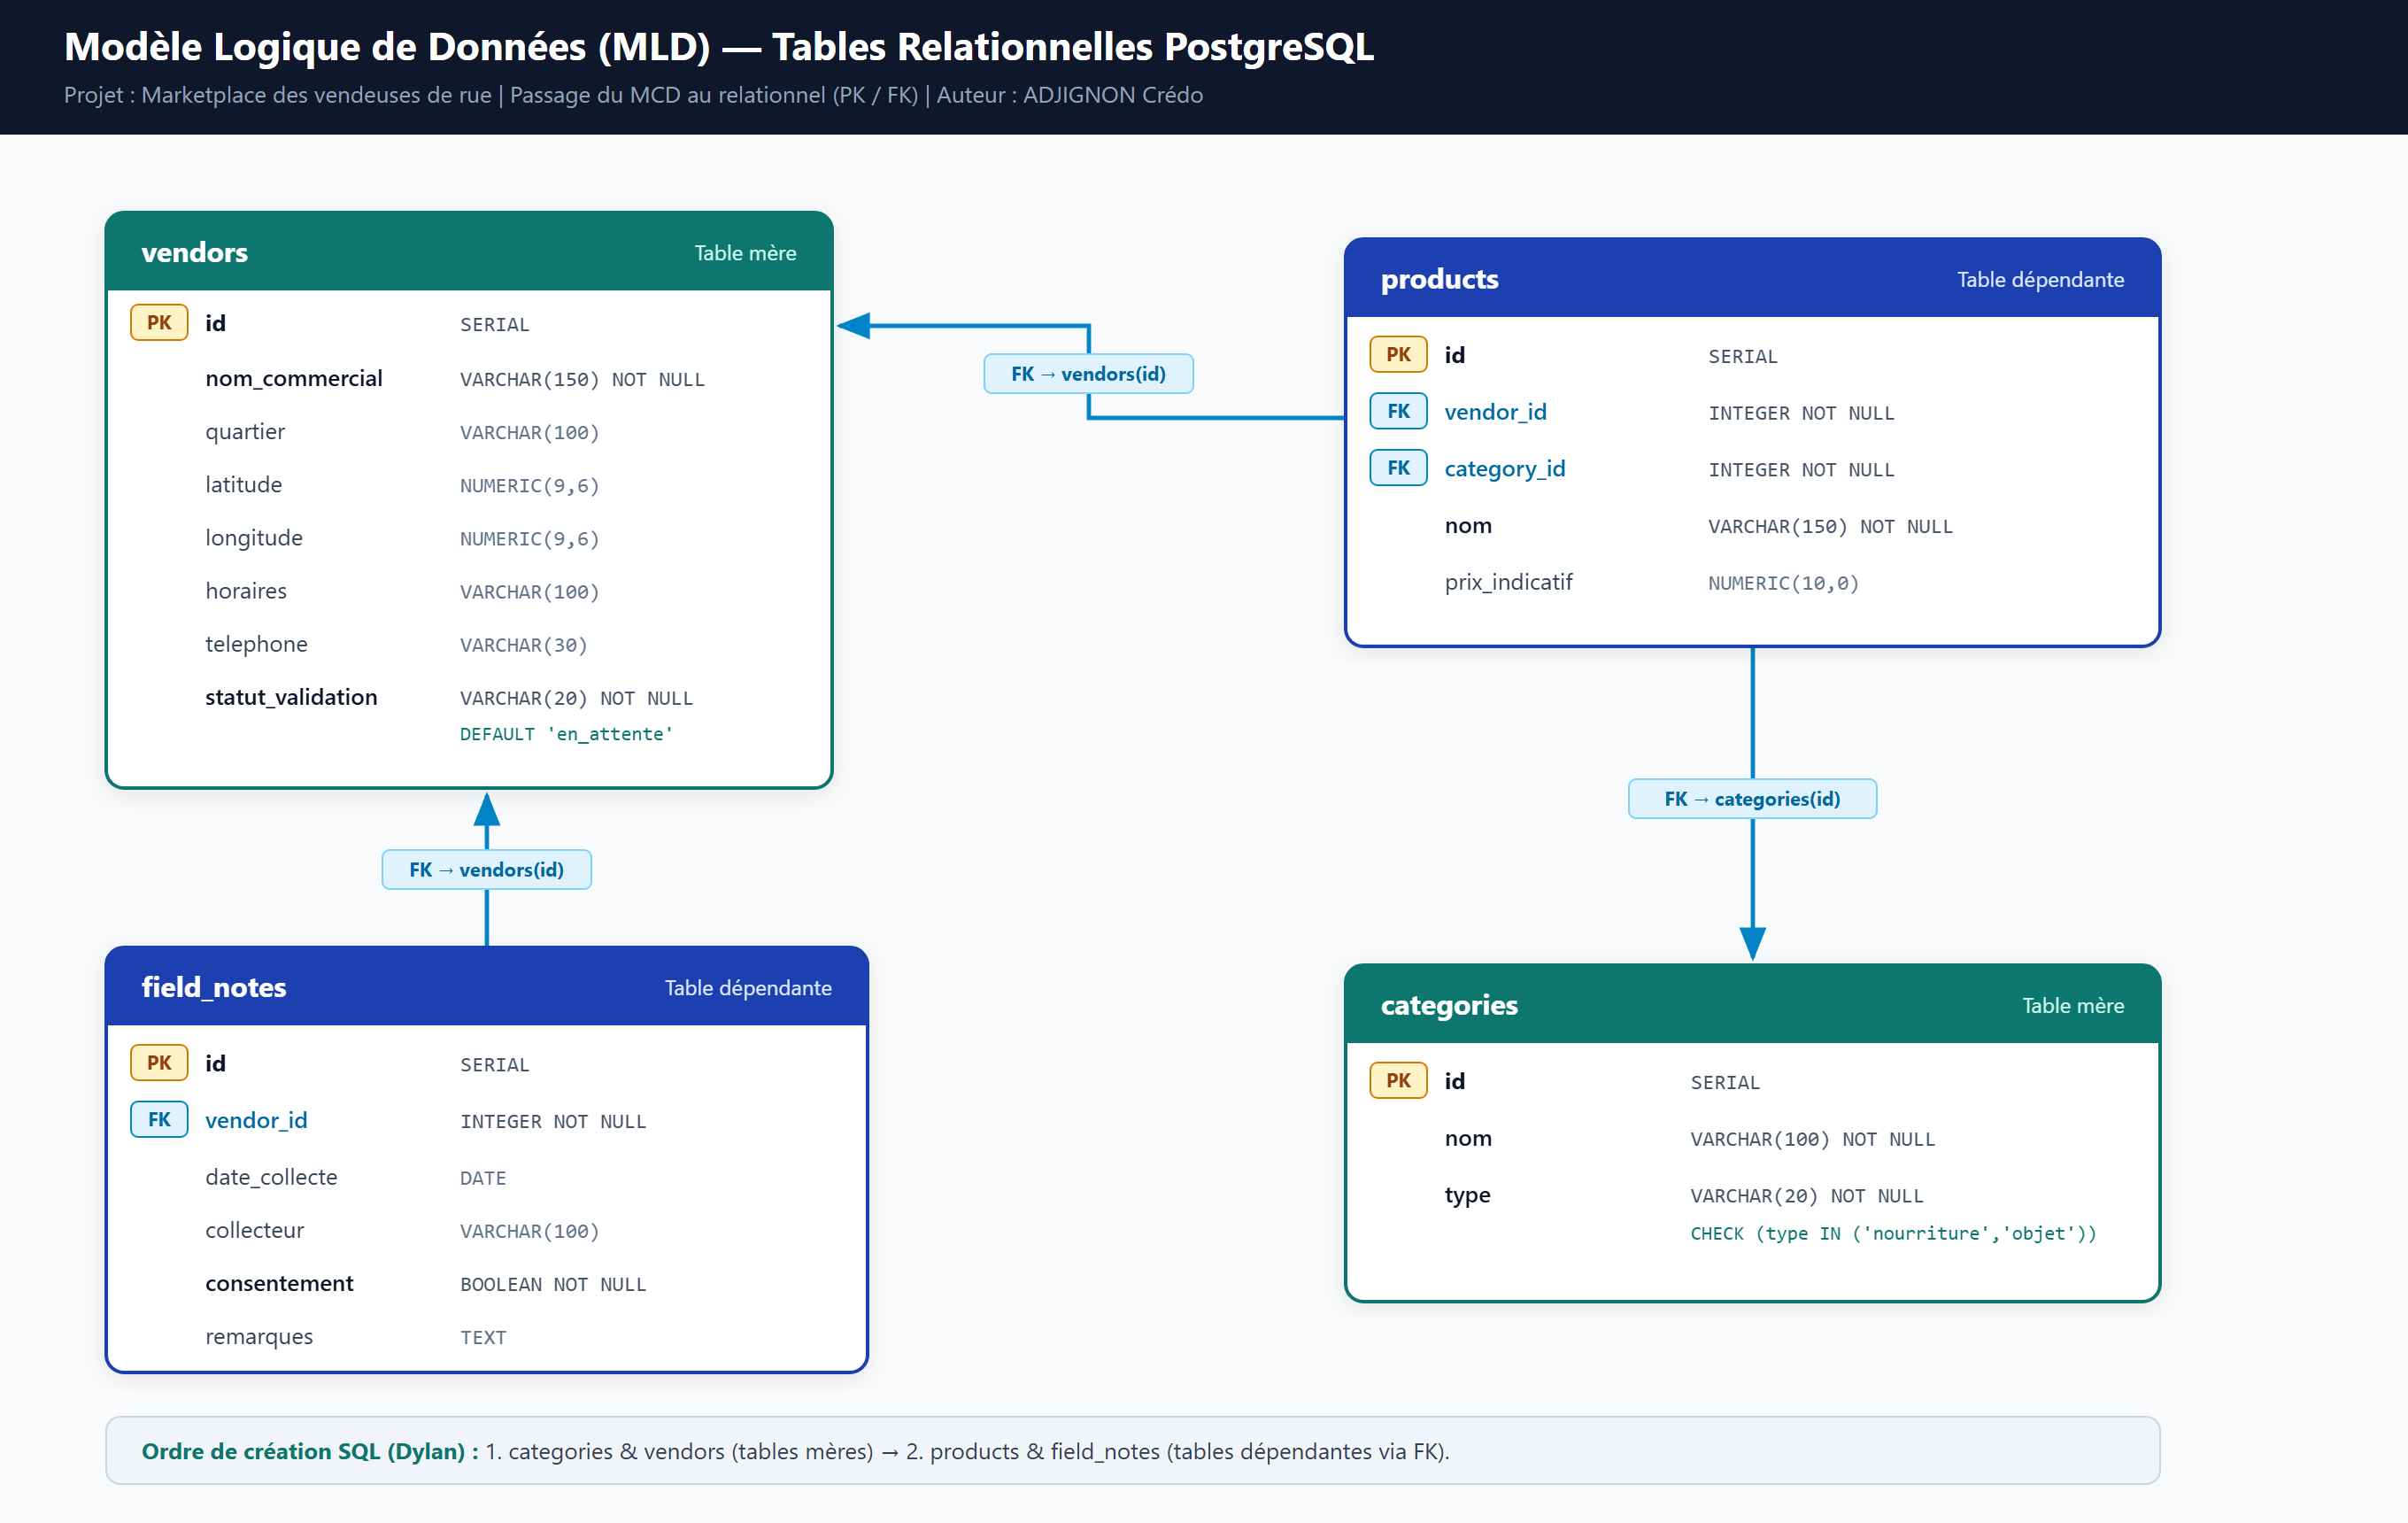 Modèle Logique de Données (MLD) — Tables Relationnelles PostgreSQL
Projet : Marketplace des vendeuses de rue | Passage du MCD au relationnel (PK / FK) | Auteur : ADJIGNON Crédo
vendors Table mère
PK id SERIAL
nom_commercial VARCHAR(150) NOT NULL
quartier VARCHAR(100)
latitude NUMERIC(9,6)
longitude NUMERIC(9,6)
horaires VARCHAR(100)
telephone VARCHAR(30)
statut_validation VARCHAR(20) NOT NULL
DEFAULT 'en_attente'
FK → vendors(id)
products Table dépendante
PK id SERIAL
FK vendor_id INTEGER NOT NULL
FK category_id INTEGER NOT NULL
nom VARCHAR(150) NOT NULL
prix_indicatif NUMERIC(10,0)
FK → vendors(id)
FK → categories(id)
field_notes Table dépendante
PK id SERIAL
FK vendor_id INTEGER NOT NULL
date_collecte DATE
collecteur VARCHAR(100)
consentement BOOLEAN NOT NULL
remarques TEXT
categories Table mère
PK id SERIAL
nom VARCHAR(100) NOT NULL
type VARCHAR(20) NOT NULL
CHECK (type IN ('nourriture','objet'))
Ordre de création SQL (Dylan) : 1. categories & vendors (tables mères) → 2. products & field_notes (tables dépendantes via FK).